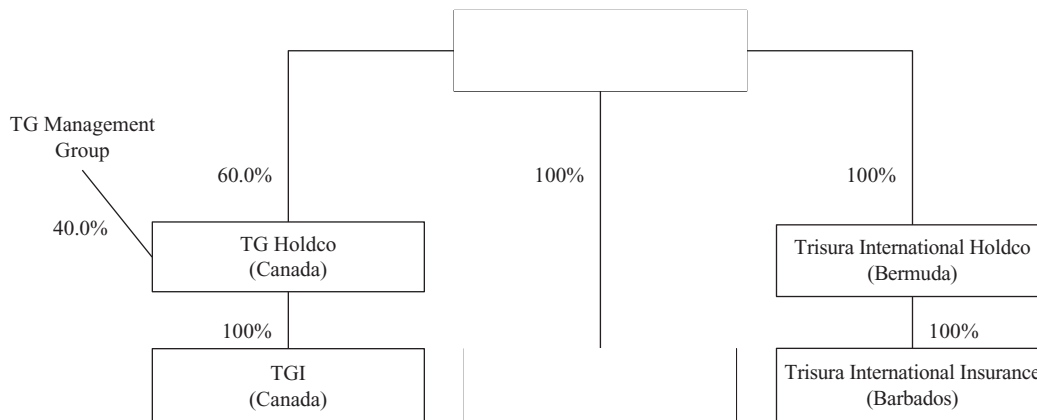 TG Management
Group
60.0%
100%
100%
40.0%
TG Holdco
(Canada)
Trisura International Holdco
(Bermuda)
100%
100%
TGI
(Canada)
Trisura International Insurance
(Barbados)